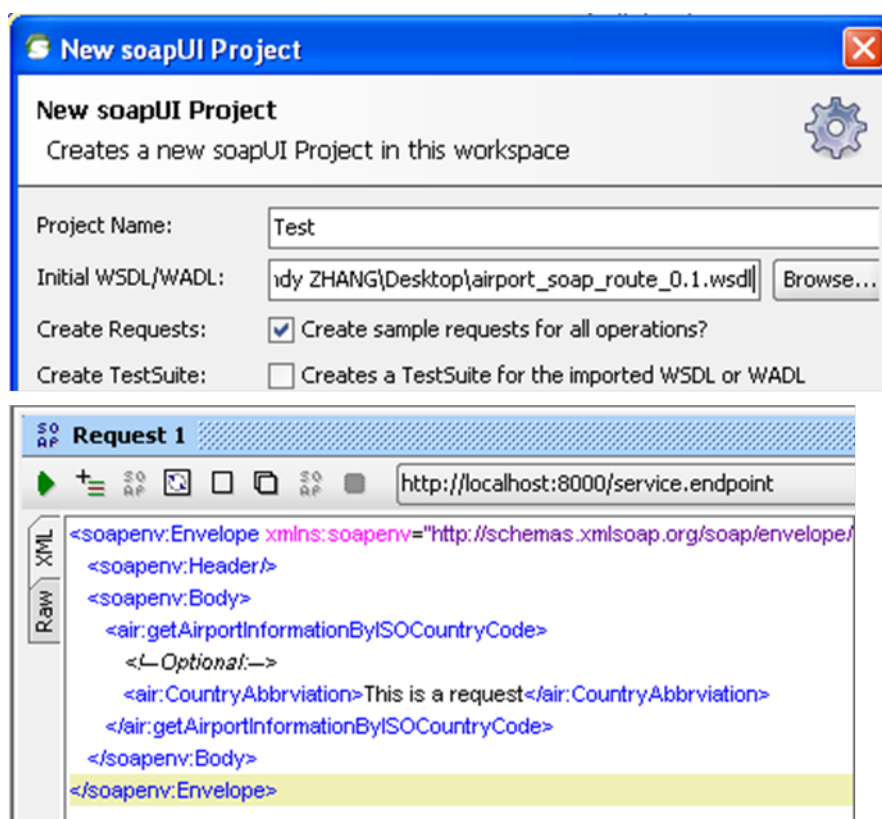 New soapUI Project
New soapUI Project
Creates a new soapUI Project in this workspace
Project Name: Test
Initial WSDL/WADL: ndy ZHANG\Desktop\airport_soap_route_0.1.wsdl Browse...
Create Requests: Create sample requests for all operations?
Create TestSuite: Creates a TestSuite for the imported WSDL or WADL
SOAP Request 1
SOAP SOAP http://localhost:8000/service.endpoint
XML
Raw
<soapenv:Envelope xmlns:soapenv="http://schemas.xmlsoap.org/soap/envelope/
<soapenv:Header/>
<soapenv:Body>
<air:getAirportInformationByISOCountryCode>
<!--Optional:-->
<air:CountryAbbrviation>This is a request</air:CountryAbbrviation>
</air:getAirportInformationByISOCountryCode>
</soapenv:Body>
</soapenv:Envelope>